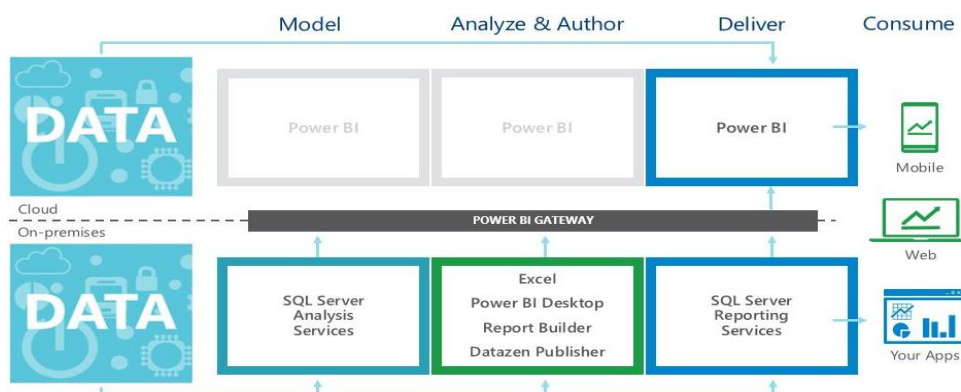 Model
Analyze & Author
Deliver
Consume
DATA
Power BI
Power BI
Power BI
Mobile
Cloud
On-premises
POWER BI GATEWAY
Web
DATA
SQL Server
Analysis
Services
Excel
Power BI Desktop
Report Builder
Datazen Publisher
SQL Server
Reporting
Services
Your Apps